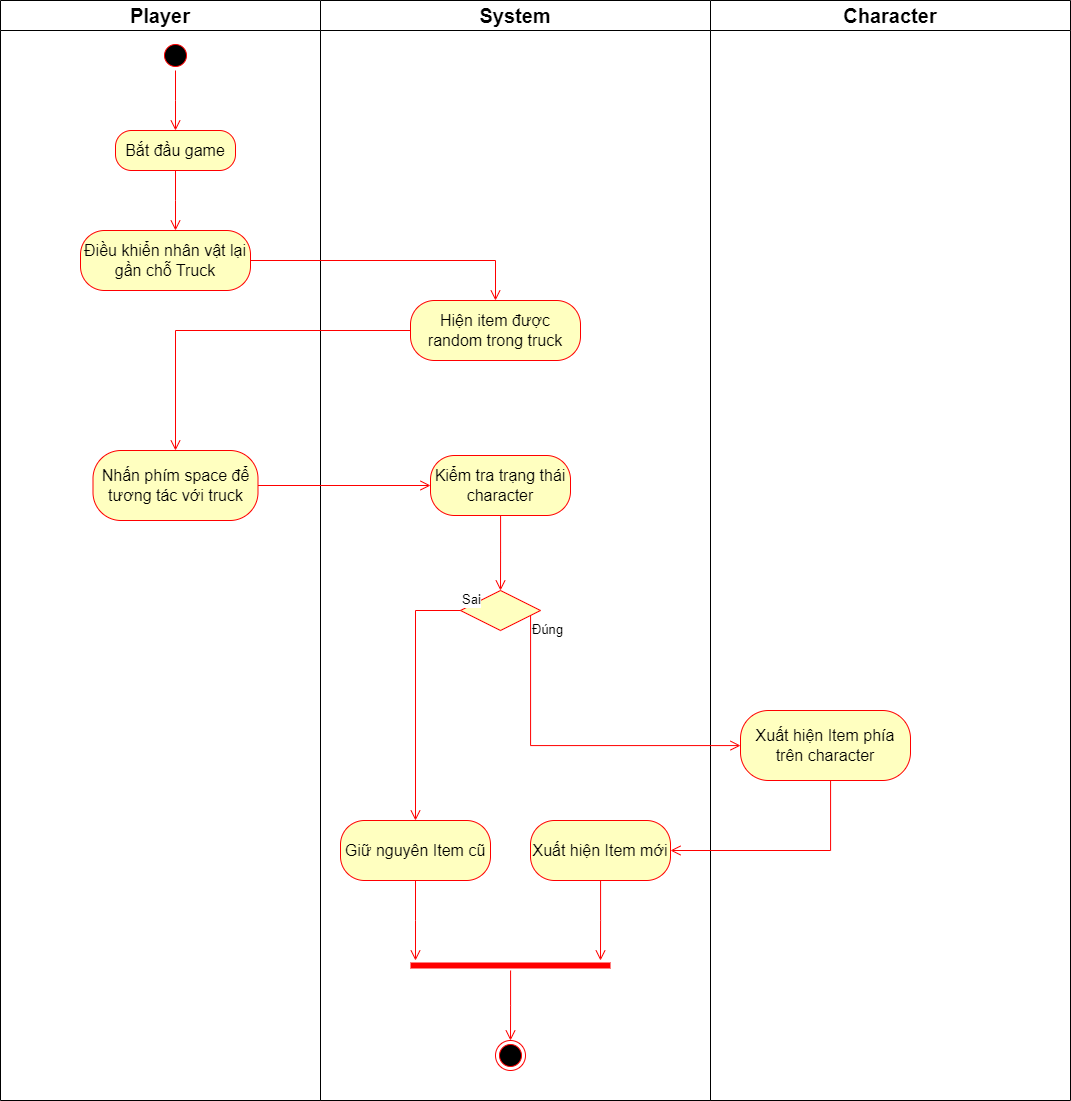 Player
System
Character
Bắt đầu game
Điều khiển nhân vật lại
gần chỗ Truck
Hiện item được
random trong truck
Nhấn phím space để
tương tác với truck
Kiểm tra trạng thái
character
Sai
Đúng
Xuất hiện Item phía
trên character
Giữ nguyên Item cũ
Xuất hiện Item mới